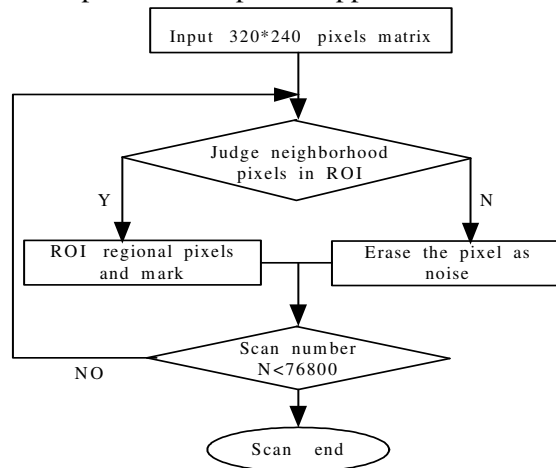 Input 320*240 pixels matrix
Judge neighborhood
pixels in ROI
Y
N
ROI regional pixels
and mark
Erase the pixel as
noise
Scan number
N<76800
NO
Scan end